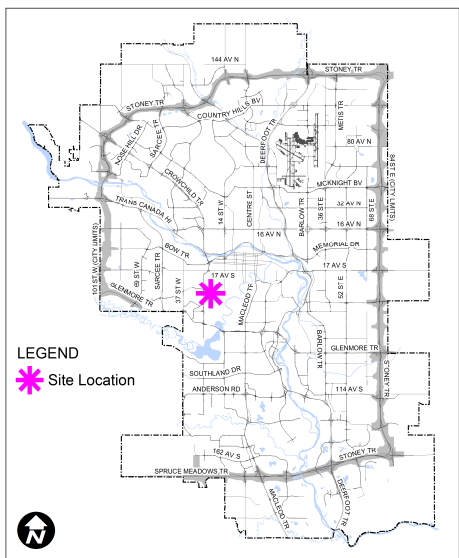 144 AV N
STONEY TR
STONEY TR
COUNTRY HILLS BV
METIS TR
NOSE HILL DR
SARCEE TR
DEERFOOT TR
80 AV N
84 ST E (CITY LIMITS)
CROWCHILD TR
MCKNIGHT BV
TRANS CANADA HI
14 ST W
CENTRE ST
BARLOW TR
36 ST E
32 AV N
68 ST E
16 AV N
16 AV N
BOW TR
MEMORIAL DR
101 ST W (CITY LIMITS)
69 ST W
SARCEE TR
37 ST W
17 AV S
17 AV S
MACLEOD TR
52 ST E
GLENMORE TR
BARLOW TR
GLENMORE TR
LEGEND
Site Location
SOUTHLAND DR
ANDERSON RD
114 AV S
STONEY TR
162 AV S
STONEY TR
SPRUCE MEADOWS TR
MACLEOD TR
DEERFOOT TR
N